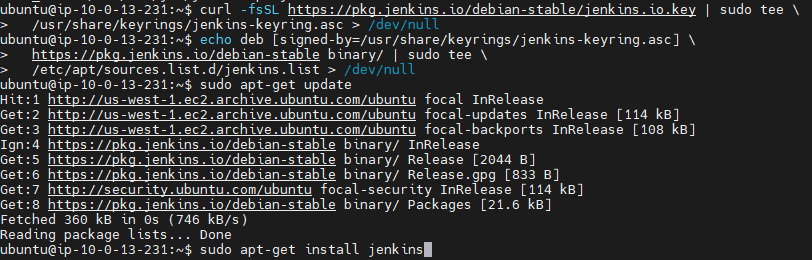 ubuntu@ip-10-0-13-231:~$ curl -fsSL https://pkg.jenkins.io/debian-stable/jenkins.io.key | sudo tee \
>   /usr/share/keyrings/jenkins-keyring.asc > /dev/null
ubuntu@ip-10-0-13-231:~$ echo deb [signed-by=/usr/share/keyrings/jenkins-keyring.asc] \
>   https://pkg.jenkins.io/debian-stable binary/ | sudo tee \
>   /etc/apt/sources.list.d/jenkins.list > /dev/null
ubuntu@ip-10-0-13-231:~$ sudo apt-get update
Hit:1 http://us-west-1.ec2.archive.ubuntu.com/ubuntu focal InRelease
Get:2 http://us-west-1.ec2.archive.ubuntu.com/ubuntu focal-updates InRelease [114 kB]
Get:3 http://us-west-1.ec2.archive.ubuntu.com/ubuntu focal-backports InRelease [108 kB]
Ign:4 https://pkg.jenkins.io/debian-stable binary/ InRelease
Get:5 https://pkg.jenkins.io/debian-stable binary/ Release [2044 B]
Get:6 https://pkg.jenkins.io/debian-stable binary/ Release.gpg [833 B]
Get:7 http://security.ubuntu.com/ubuntu focal-security InRelease [114 kB]
Get:8 https://pkg.jenkins.io/debian-stable binary/ Packages [21.6 kB]
Fetched 360 kB in 0s (746 kB/s)
Reading package lists... Done
ubuntu@ip-10-0-13-231:~$ sudo apt-get install jenkins